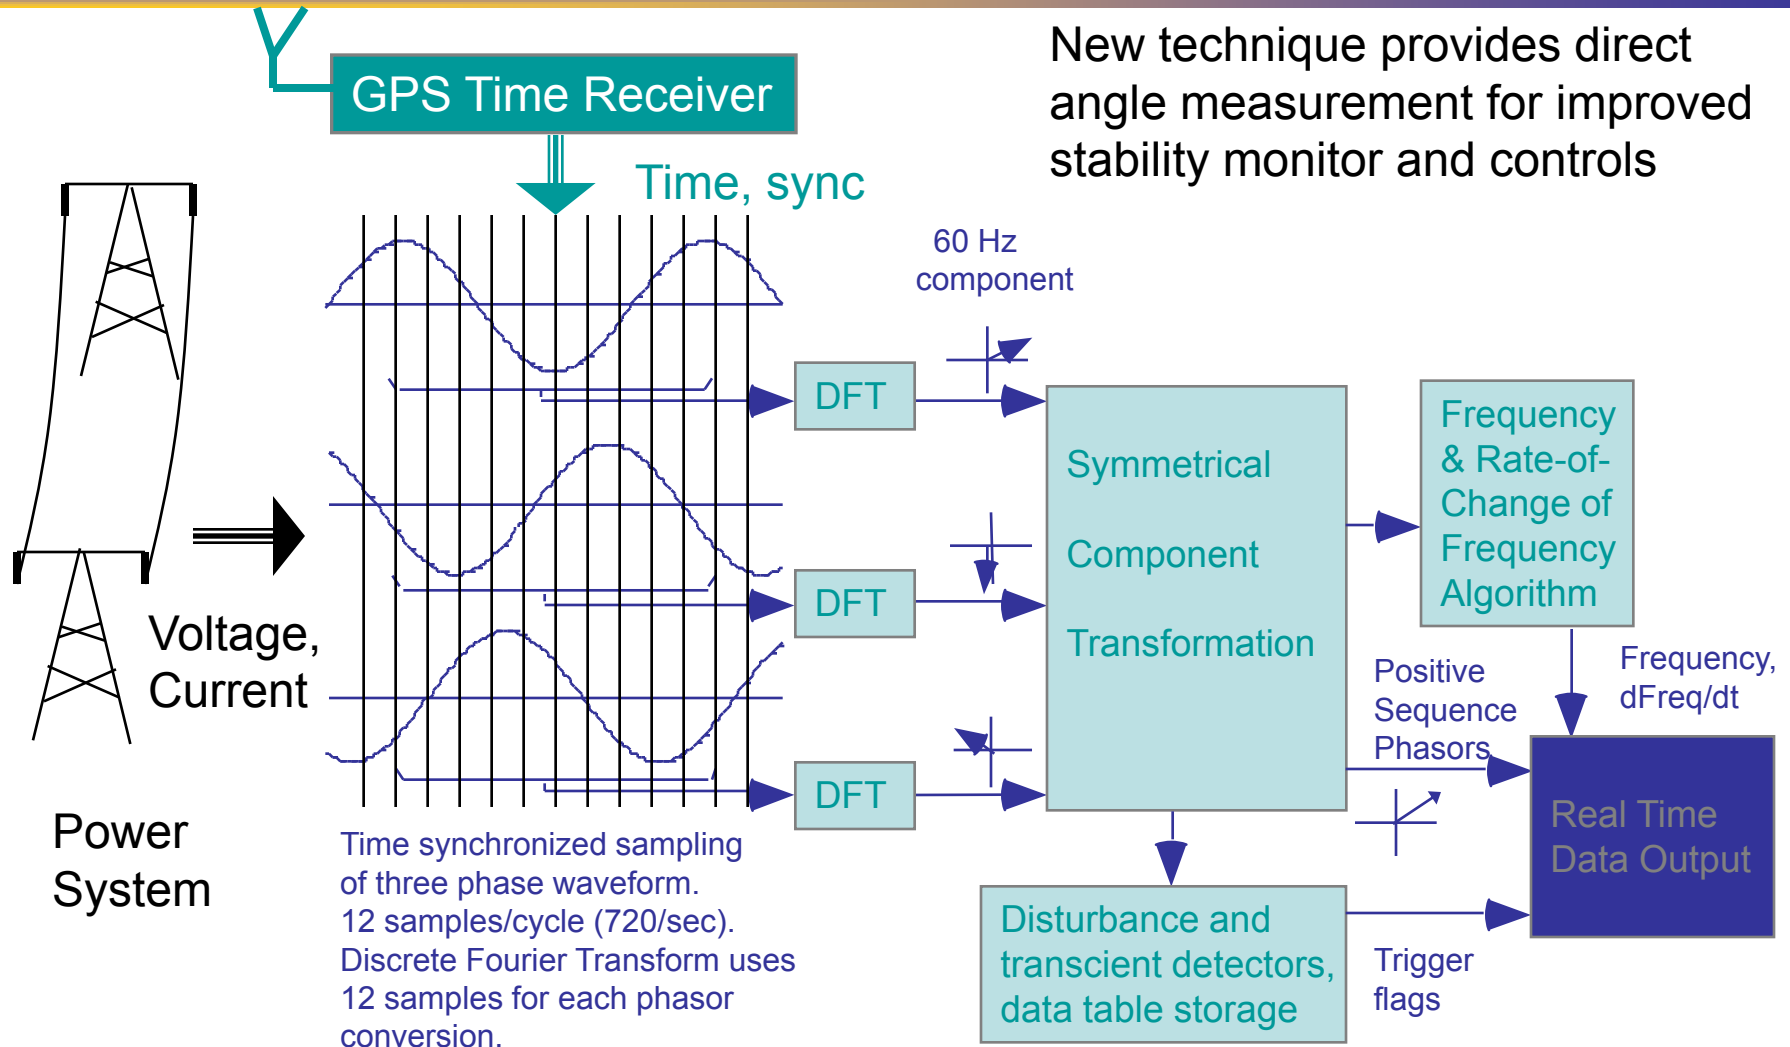 GPS Time Receiver
New technique provides direct
angle measurement for improved
stability monitor and controls
Time, sync
60 Hz
component
Voltage,
Current
Power
System
DFT
DFT
DFT
Symmetrical
Component
Transformation
Frequency
& Rate-of-
Change of
Frequency
Algorithm
Positive
Sequence
Phasors
Frequency,
dFreq/dt
Real Time
Data Output
Time synchronized sampling
of three phase waveform.
12 samples/cycle (720/sec).
Discrete Fourier Transform uses
12 samples for each phasor
conversion.
Disturbance and
transcient detectors,
data table storage
Trigger
flags